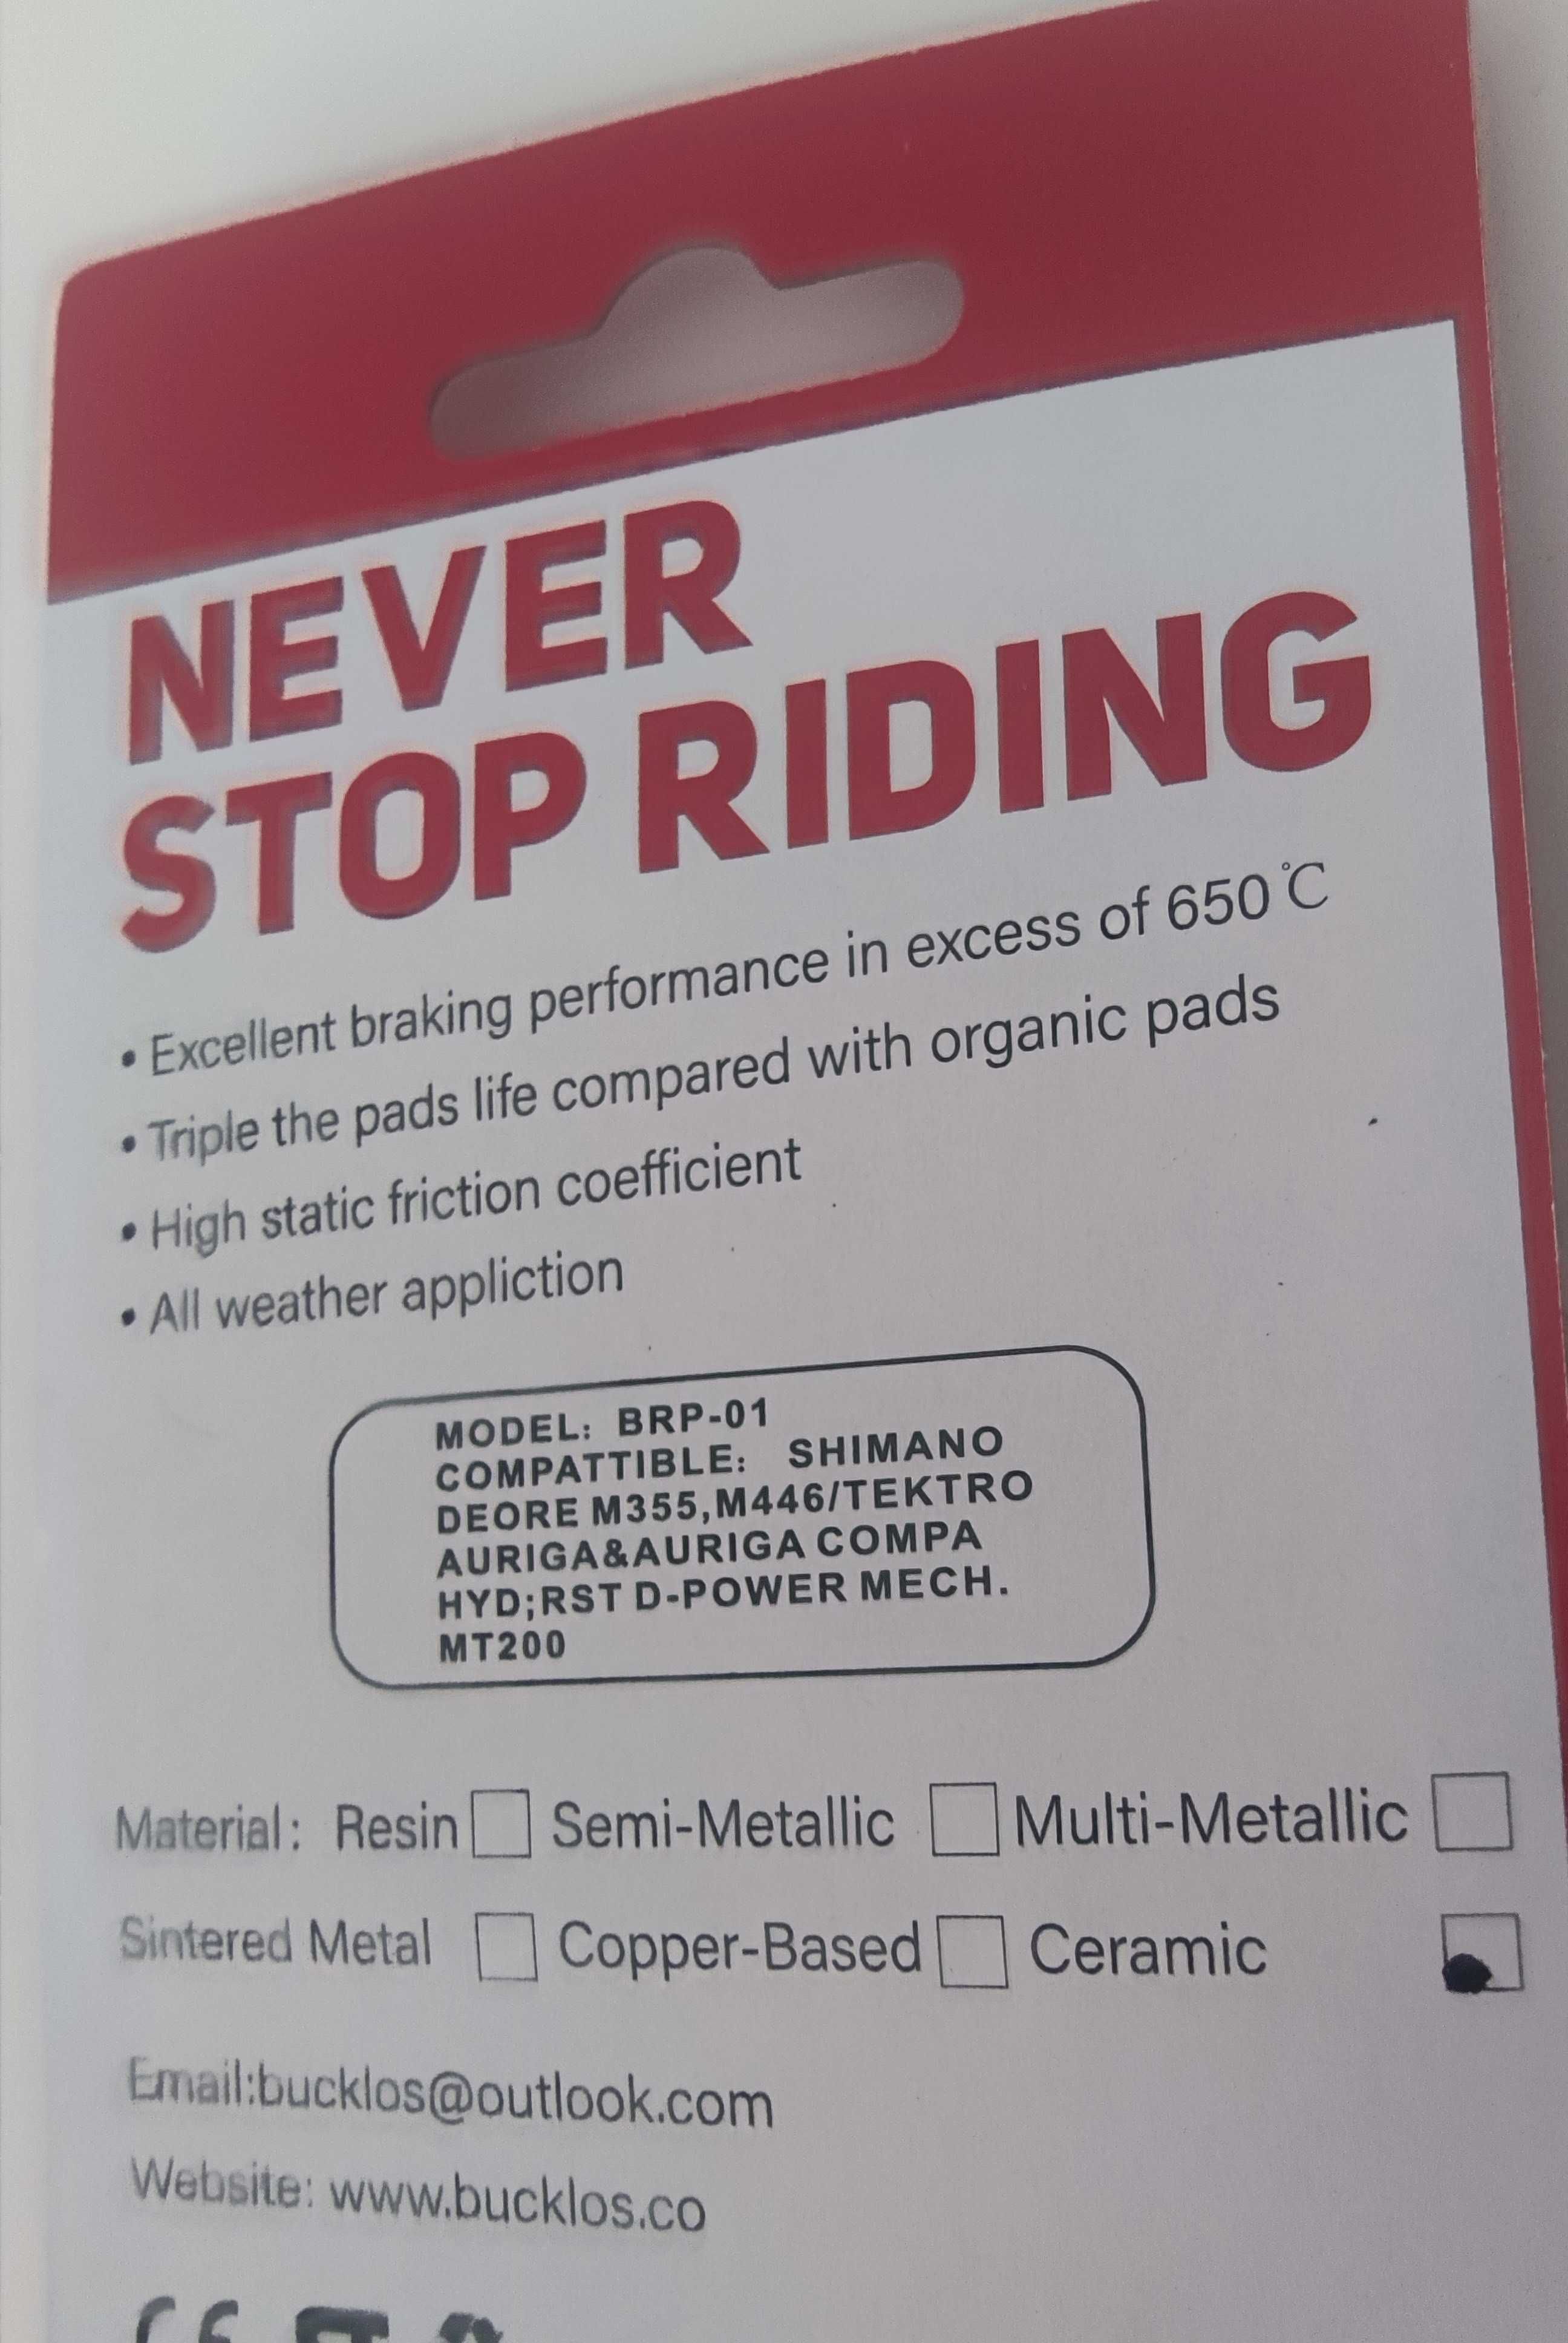 NEVER
STOP RIDING
• Excellent braking performance in excess of 650℃
• Triple the pads life compared with organic pads
• High static friction coefficient
• All weather appliction
MODEL: BRP-01
COMPATTIBLE: SHIMANO
DEORE M355,M446/TEKTRO
AURIGA&AURIGA COMPA
HYD;RST D-POWER MECH.
MT200
Material: Resin Semi-Metallic Multi-Metallic
Sintered Metal Copper-Based Ceramic
Email:bucklos@outlook.com
Website: www.bucklos.co
CE